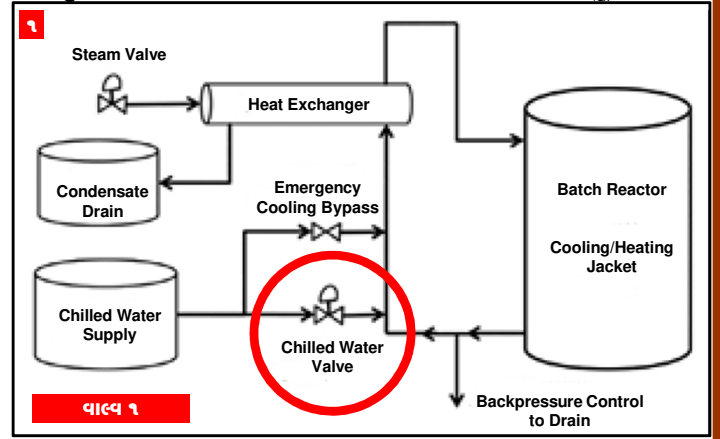 ૧
Steam Valve
Heat Exchanger
Condensate
Drain
Emergency
Cooling Bypass
Batch Reactor
Cooling/Heating
Jacket
Chilled Water
Supply
Chilled Water
Valve
Backpressure Control
to Drain
વાલ્વ ૧